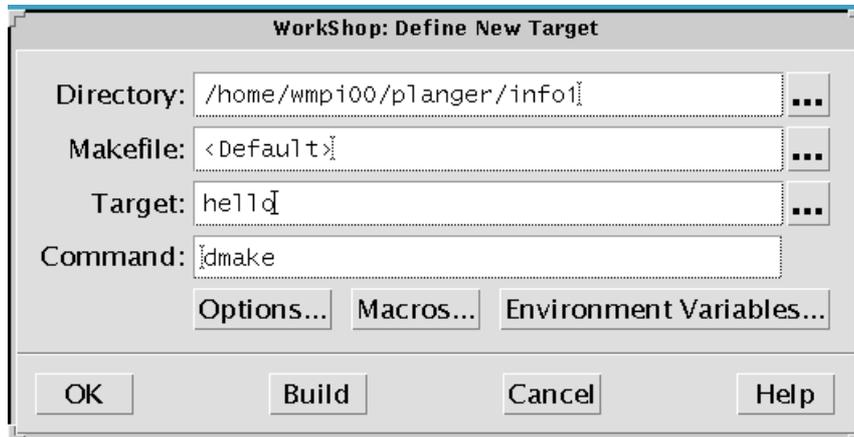 WorkShop: Define New Target
Directory: /home/wmpi00/planger/info1 ...
Makefile: <Default> ...
Target: hello ...
Command: dmake
Options... Macros... Environment Variables...
OK Build Cancel Help